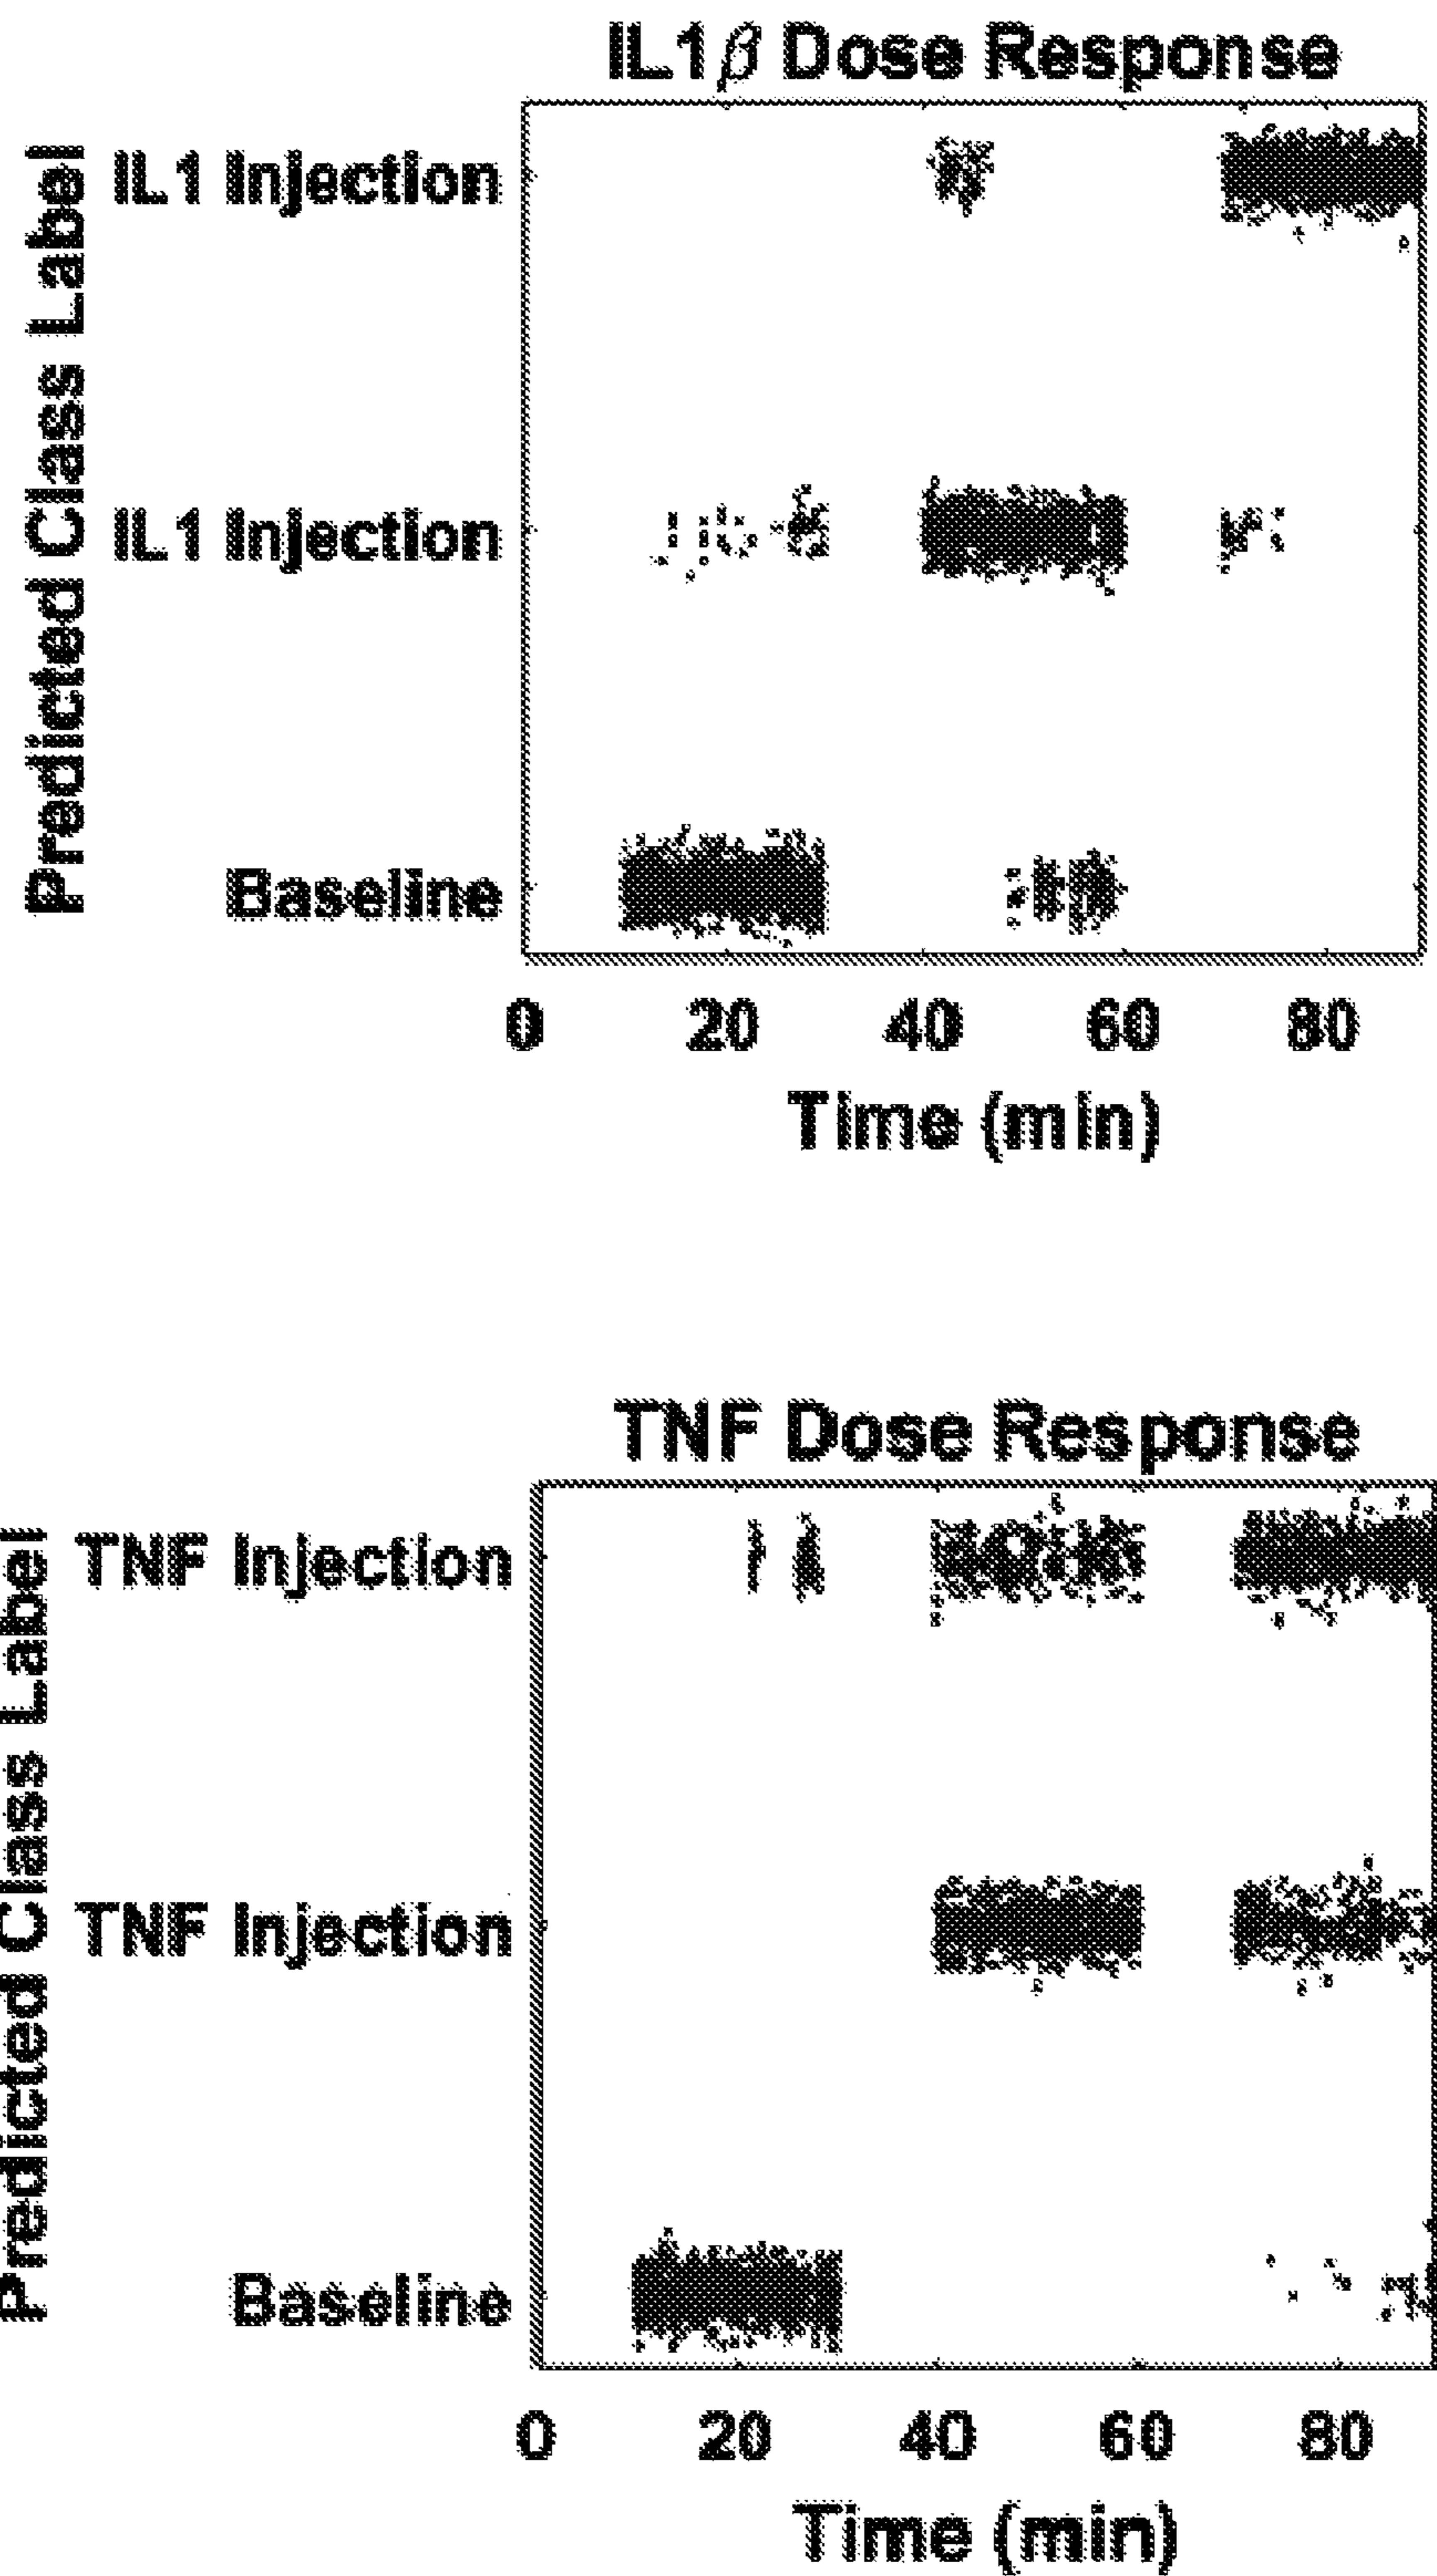 IL1β Dose Response
Predicted Class Label
IL1 Injection
IL1 Injection
Baseline
0 20 40 60 80
Time (min)
TNF Dose Response
Predicted Class Label
TNF Injection
TNF Injection
Baseline
0 20 40 60 80
Time (min)